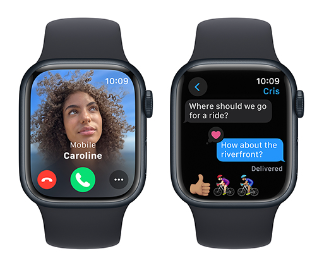 10:09
Mobile
Caroline
10:09
Cris
Where should we go
for a ride?
How about the
riverfront?
Delivered